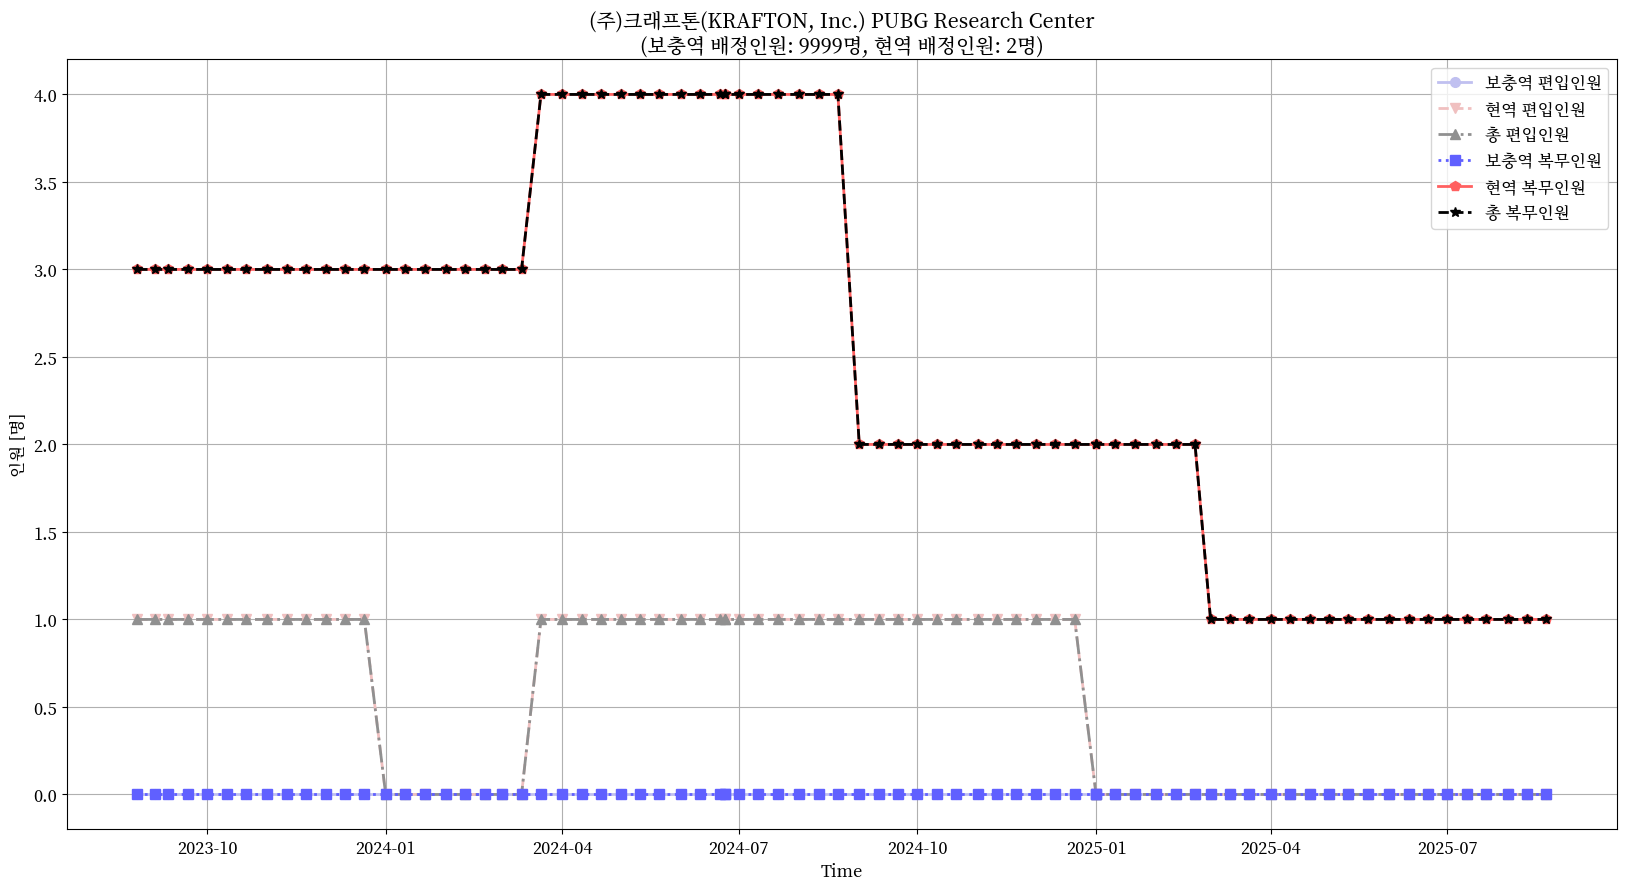 (주)크래프톤(KRAFTON, Inc.) PUBG Research Center
(보충역 배정인원: 9999명, 현역 배정인원: 2명)
보충역 편입인원
현역 편입인원
총 편입인원
보충역 복무인원
현역 복무인원
총 복무인원
4.0
3.5
3.0
2.5
2.0
1.5
1.0
0.5
0.0
인원 [명]
2023-10
2024-01
2024-04
2024-07
2024-10
2025-01
2025-04
2025-07
Time